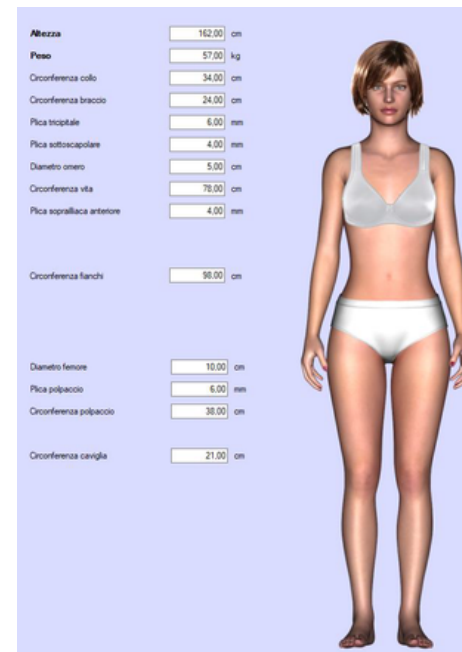 Altezza 162,00 cm
Peso 57,00 kg
Circonferenza collo 34,00 cm
Circonferenza braccio 24,00 cm
Plica tricipitale 6,00 mm
Plica sottoscapolare 4,00 mm
Diametro omero 5,00 cm
Circonferenza vita 78,00 cm
Plica soprailliaca anteriore 4,00 mm
Circonferenza fianchi 98,00 cm
Diametro femore 10,00 cm
Plica polpaccio 6,00 mm
Circonferenza polpaccio 38,00 cm
Circonferenza caviglia 21,00 cm